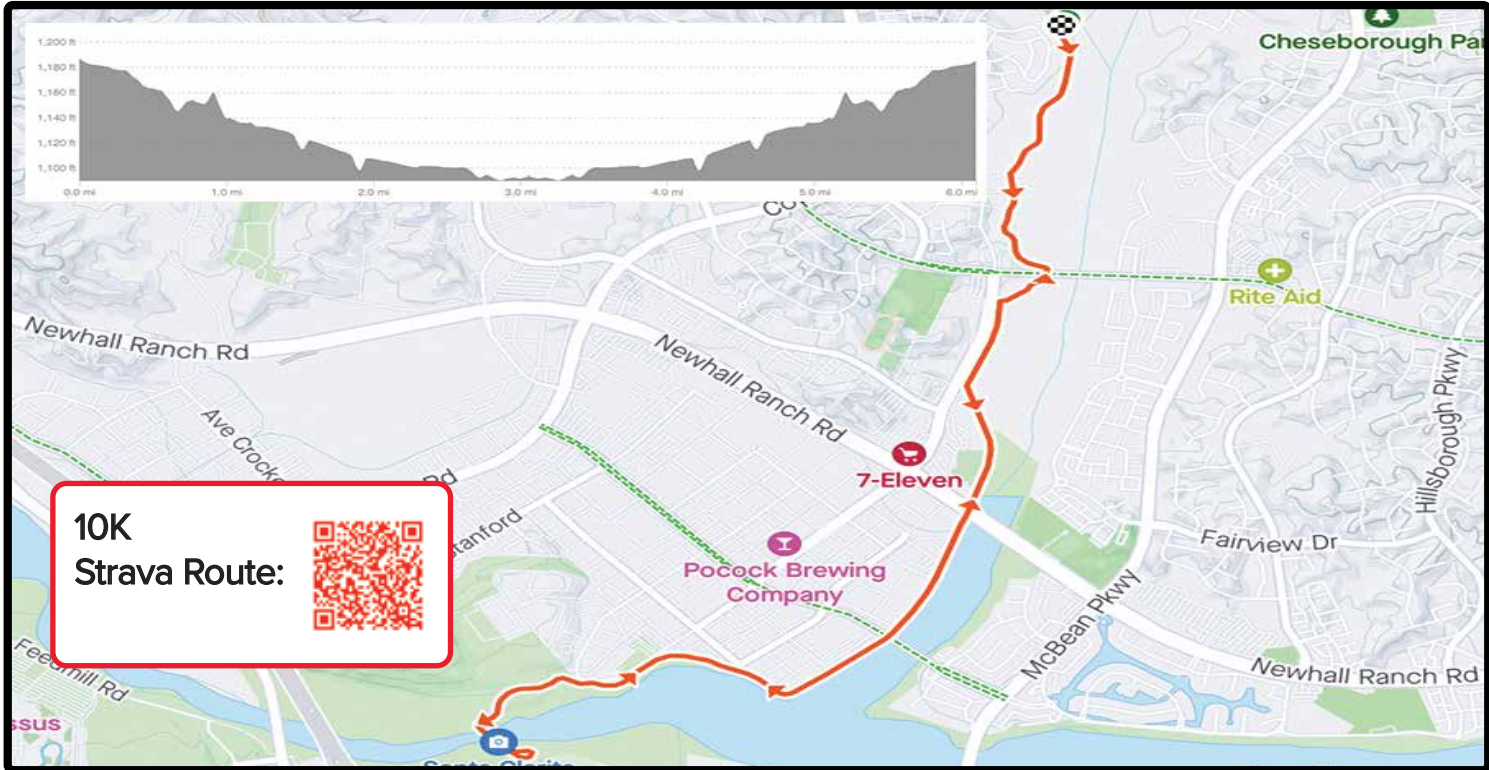 1,200 ft
1,180 ft
1,160 ft
1,140 ft
1,120 ft
1,100 ft
0.0 mi
1.0 mi
2.0 mi
3.0 mi
4.0 mi
5.0 mi
6.0 mi
Cheseborough Pa
Rite Aid
Newhall Ranch Rd
Newhall Ranch Rd
Hillsborough Pkwy
Ave Crocke
7-Eleven
Rd
Stanford
Fairview Dr
Pocock Brewing
Company
10K
Strava Route:
McBean Pkwy
Newhall Ranch Rd
Feedmill Rd
ssus